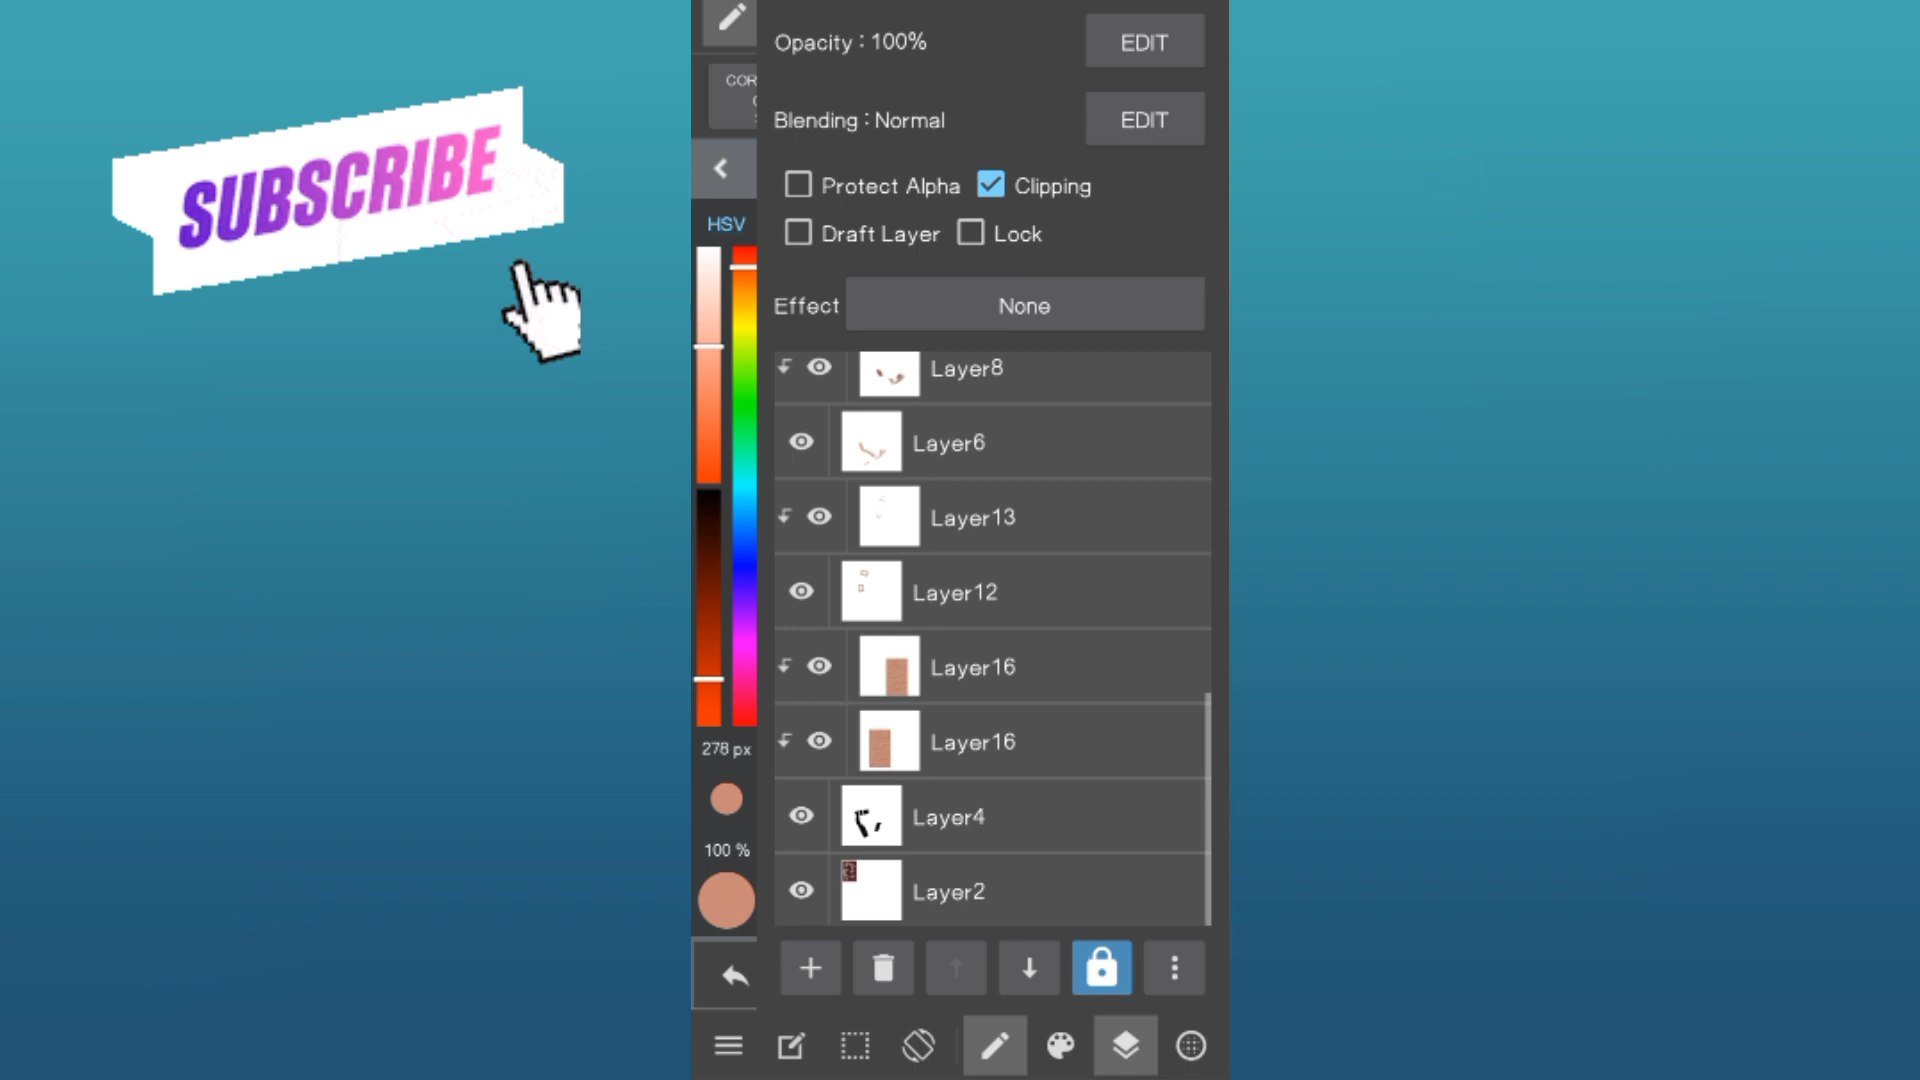 SUBSCRIBE
Opacity : 100%
EDIT
COR
Blending : Normal
EDIT
Protect Alpha
Clipping
HSV
Draft Layer
Lock
Effect
None
Layer8
Layer6
Layer13
Layer12
Layer16
Layer16
278 px
Layer4
100 %
Layer2